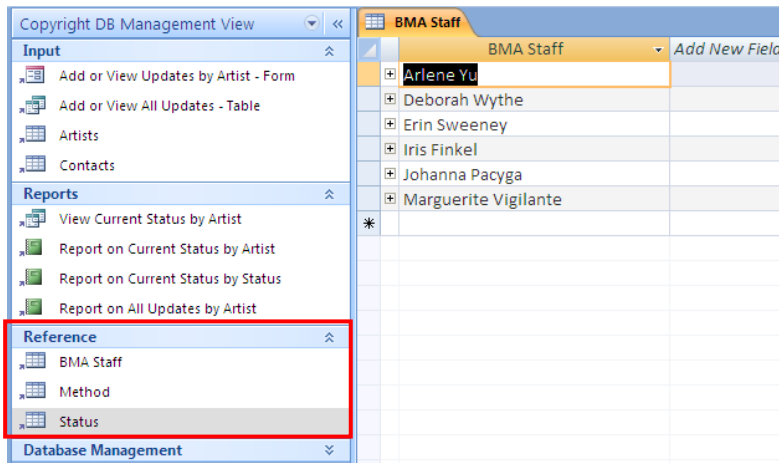 Copyright DB Management View
Input
Add or View Updates by Artist - Form
Add or View All Updates - Table
Artists
Contacts
Reports
View Current Status by Artist
Report on Current Status by Artist
Report on Current Status by Status
Report on All Updates by Artist
Reference
BMA Staff
Method
Status
Database Management
BMA Staff
BMA Staff Add New Field
Arlene Yu
Deborah Wythe
Erin Sweeney
Iris Finkel
Johanna Pacyga
Marguerite Vigilante